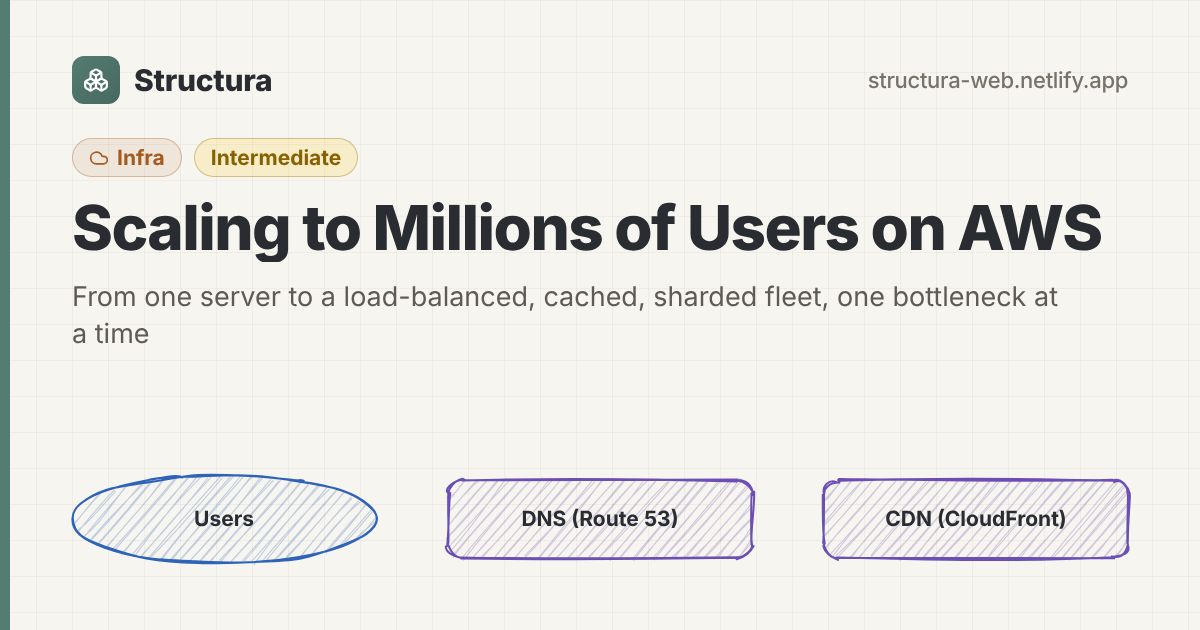 Structura
structura-web.netlify.app
Infra
Intermediate
Scaling to Millions of Users on AWS
From one server to a load-balanced, cached, sharded fleet, one bottleneck at
a time
Users
DNS (Route 53)
CDN (CloudFront)